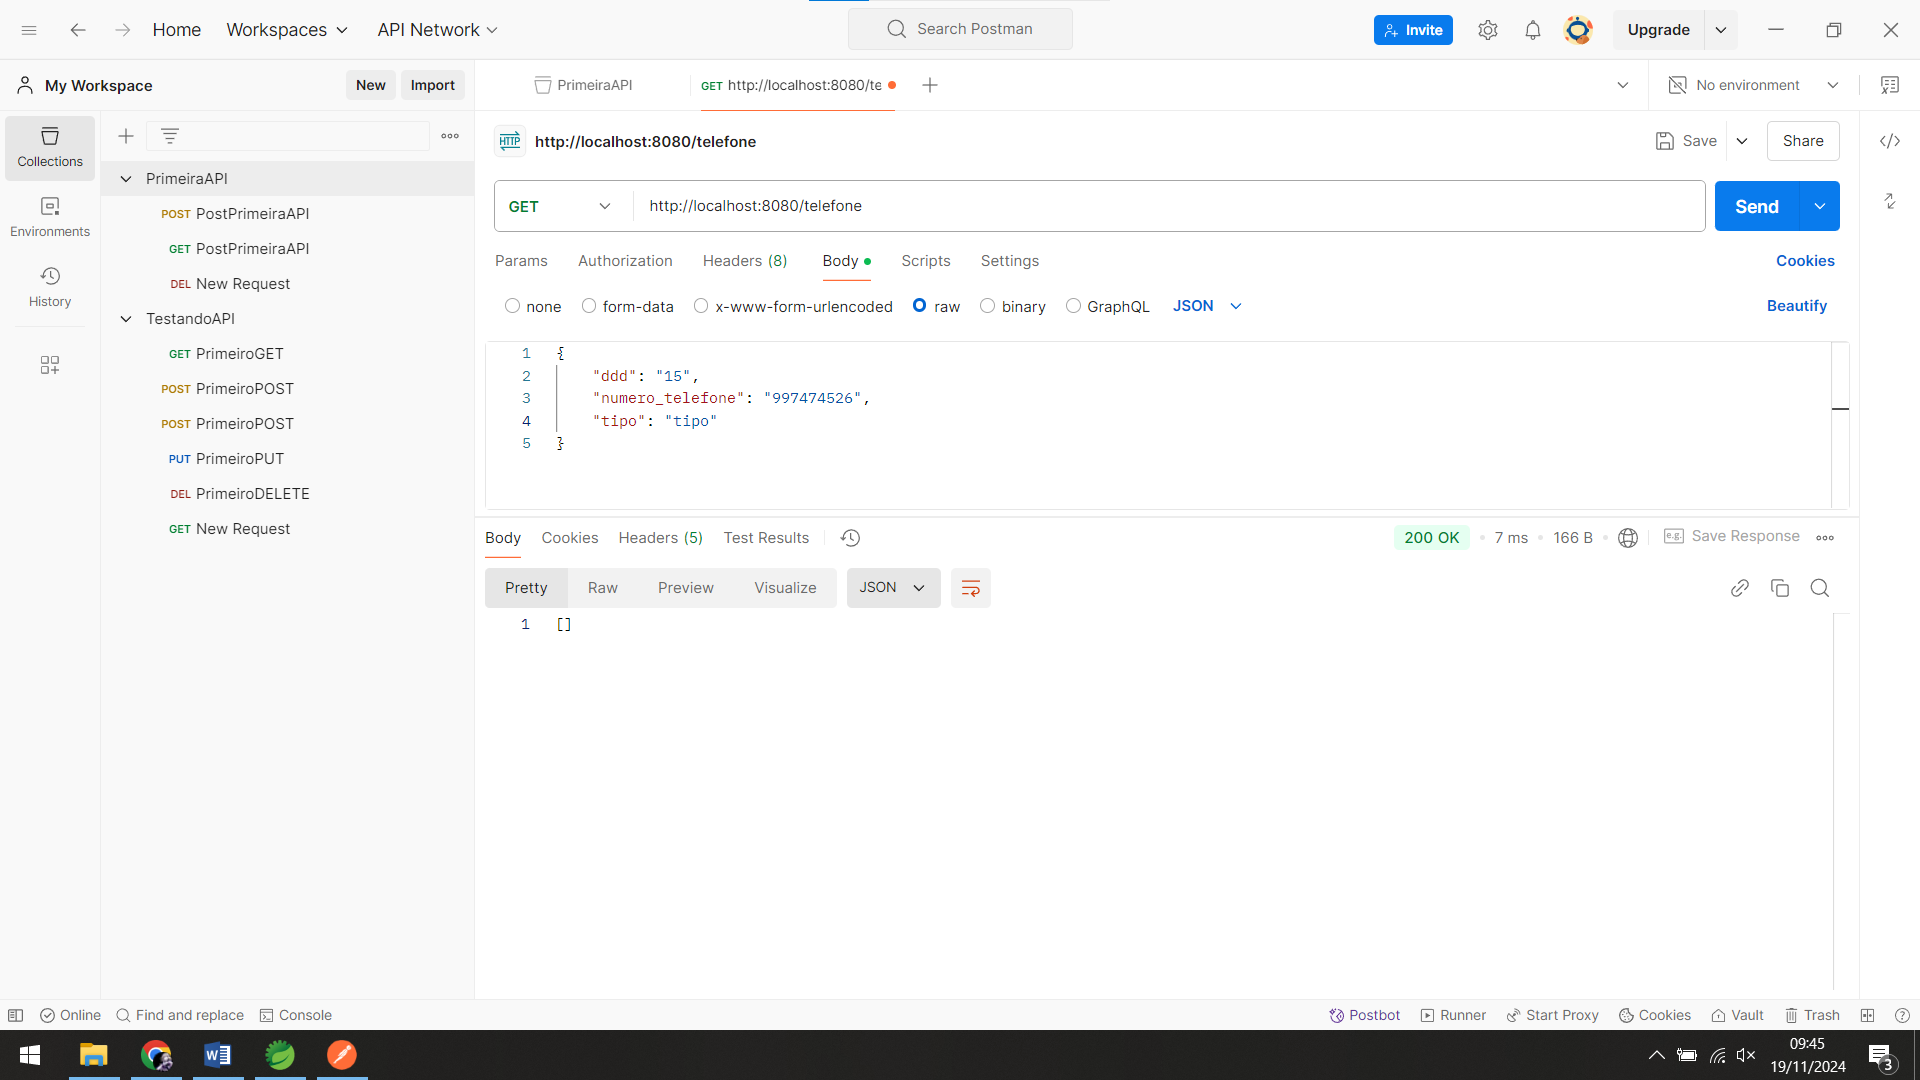 Home Workspaces API Network Search Postman Invite Upgrade
My Workspace New Import PrimeiraAPI GET http://localhost:8080/te No environment
Collections
Environments
History
PrimeiraAPI
POST PostPrimeiraAPI
GET PostPrimeiraAPI
DEL New Request
TestandoAPI
GET PrimeiroGET
POST PrimeiroPOST
POST PrimeiroPOST
PUT PrimeiroPUT
DEL PrimeiroDELETE
GET New Request
HTTP http://localhost:8080/telefone Save Share
GET http://localhost:8080/telefone Send
Params Authorization Headers (8) Body Scripts Settings Cookies
none form-data x-www-form-urlencoded raw binary GraphQL JSON Beautify
1 {
2 "ddd": "15",
3 "numero_telefone": "997474526",
4 "tipo": "tipo"
5 }
Body Cookies Headers (5) Test Results 200 OK 7 ms 166 B e.g. Save Response
Pretty Raw Preview Visualize JSON
1 []
Online Find and replace Console Postbot Runner Start Proxy Cookies Vault Trash
09:45
19/11/2024
3